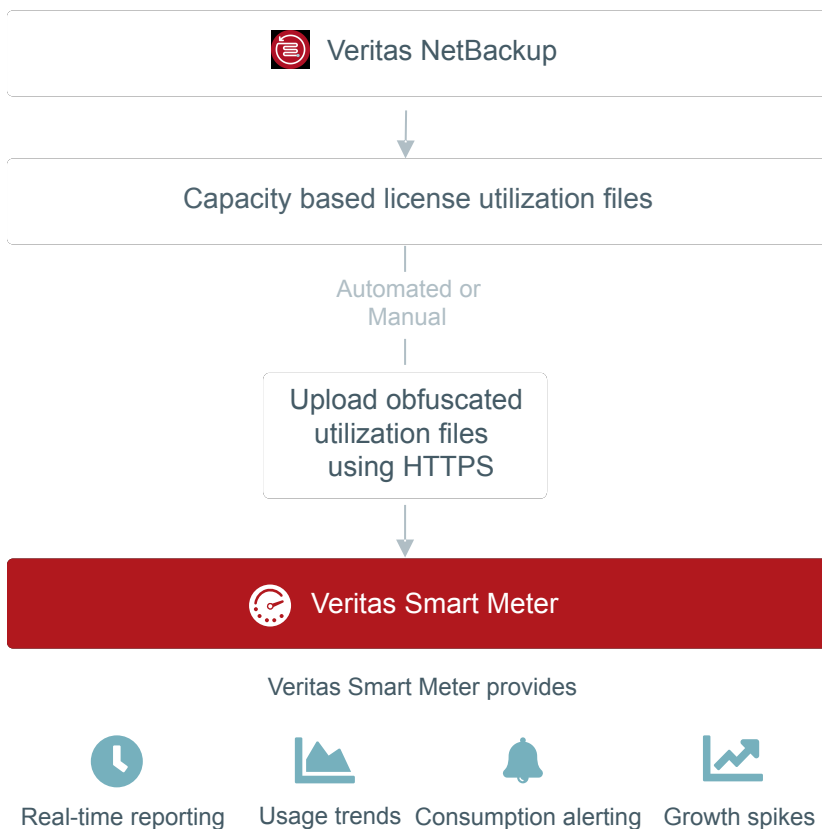 Veritas NetBackup
Capacity based license utilization files
Automated or
Manual
Upload obfuscated
utilization files
using HTTPS
Veritas Smart Meter
Veritas Smart Meter provides
Real-time reporting
Usage trends
Consumption alerting
Growth spikes